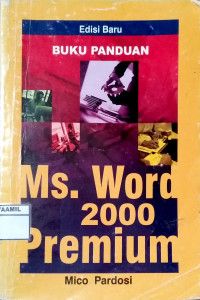 Edisi Baru
BUKU PANDUAN
Ms. Word
2000
Premium
Mico Pardosi